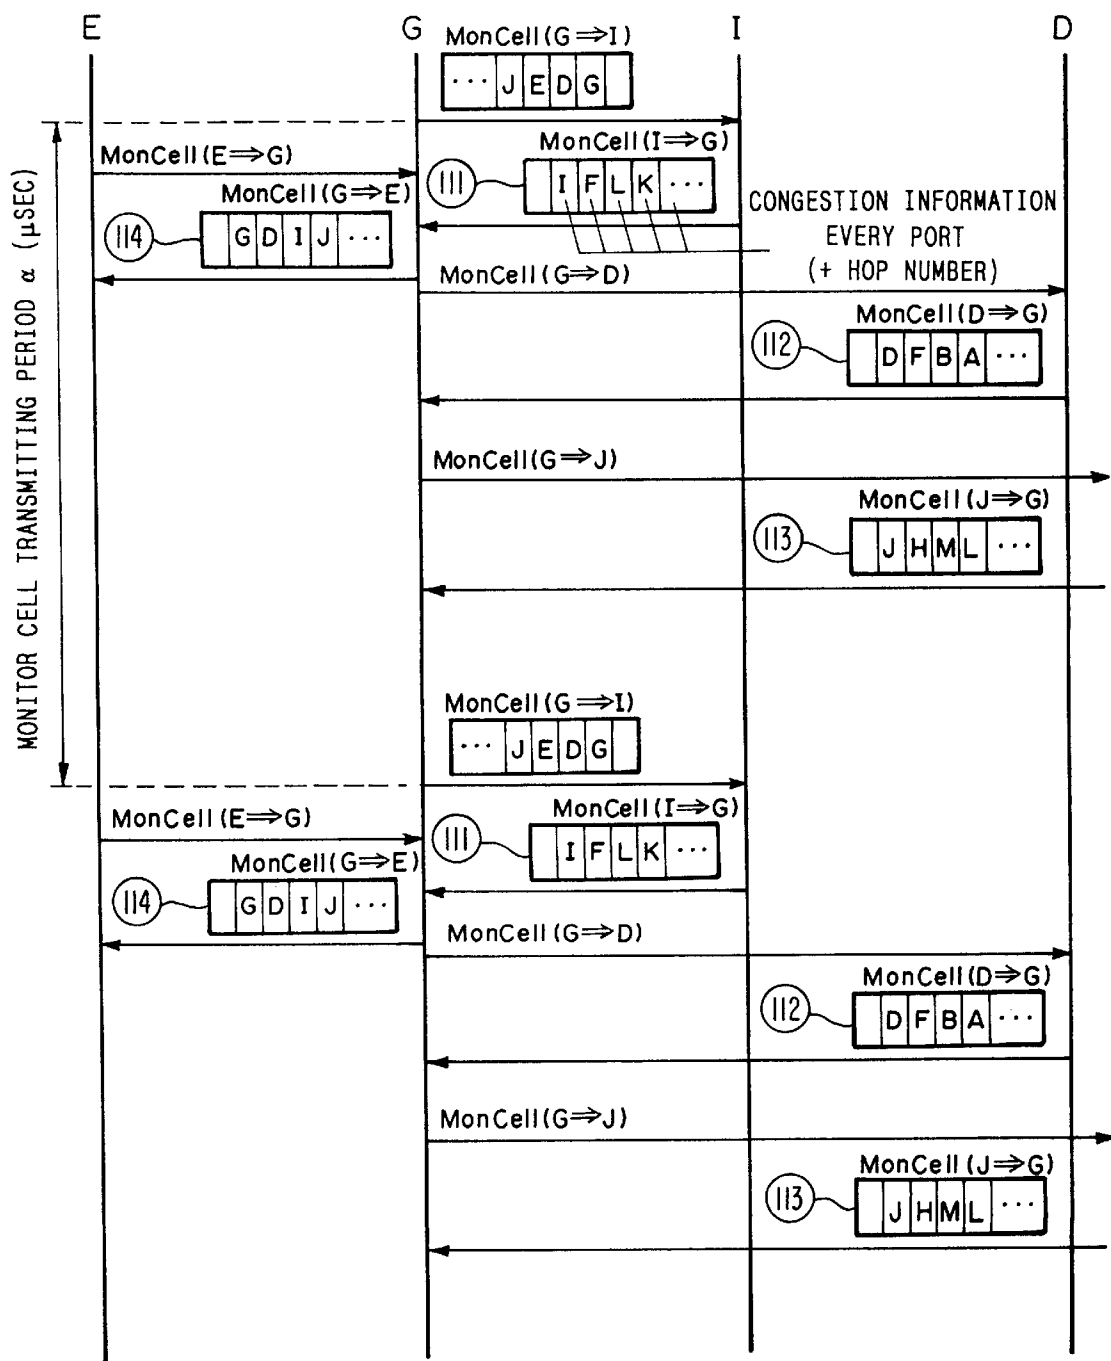 E G I D
MonCell(G⇒I)
··· J E D G
MonCell(E⇒G)
MonCell(I⇒G)
111
I F L K ···
MonCell(G⇒E)
114
G D I J ···
CONGESTION INFORMATION
EVERY PORT
(+ HOP NUMBER)
MonCell(G⇒D)
MonCell(D⇒G)
112
D F B A ···
MonCell(G⇒J)
MonCell(J⇒G)
113
J H M L ···
MONITOR CELL TRANSMITTING PERIOD α (μSEC)
MonCell(G⇒I)
··· J E D G
MonCell(E⇒G)
MonCell(I⇒G)
111
I F L K ···
MonCell(G⇒E)
114
G D I J ···
MonCell(G⇒D)
MonCell(D⇒G)
112
D F B A ···
MonCell(G⇒J)
MonCell(J⇒G)
113
J H M L ···